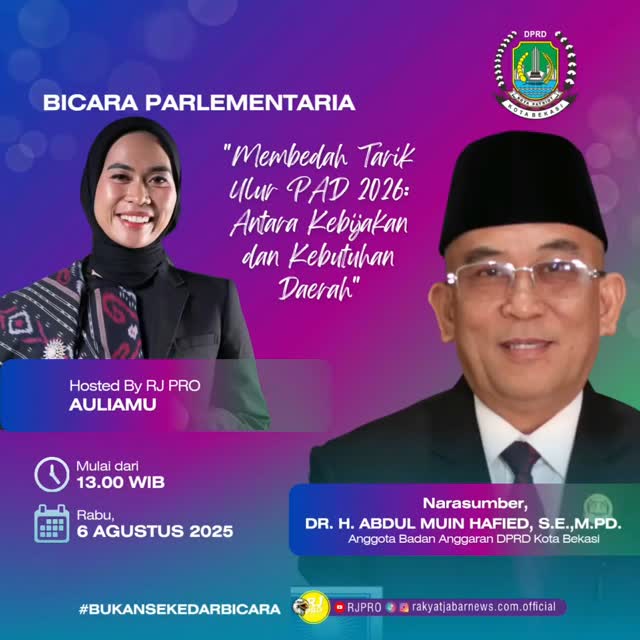 DPRD
KOTA BEKASI
BICARA PARLEMENTARIA
"Membedah Tarik
Ulur PAD 2026:
Antara Kebijakan
dan Kebutuhan
Daerah"
Hosted By RJ PRO
AULIAMU
Mulai dari
13.00 WIB
Rabu,
6 AGUSTUS 2025
Narasumber,
DR. H. ABDUL MUIN HAFIED, S.E.,M.PD.
Anggota Badan Anggaran DPRD Kota Bekasi
#BUKANSEKEDARBICARA
RJPRO
rakyatjabarnews.com.official